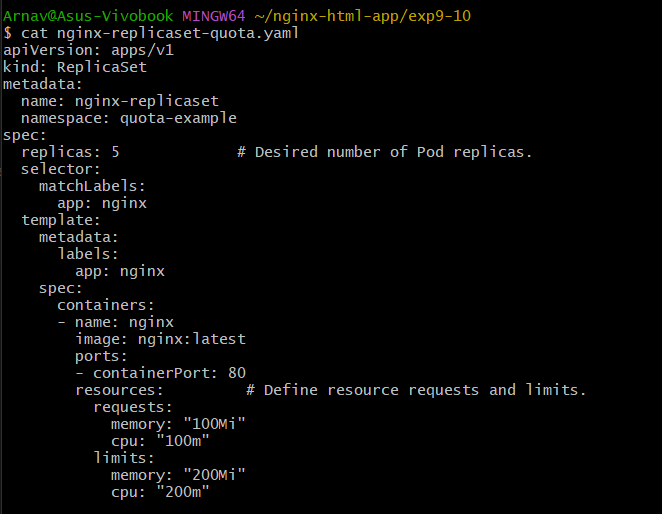 Arnav@Asus-Vivobook MINGW64 ~/nginx-html-app/exp9-10
$ cat nginx-replicaset-quota.yaml
apiVersion: apps/v1
kind: ReplicaSet
metadata:
  name: nginx-replicaset
  namespace: quota-example
spec:
  replicas: 5             # Desired number of Pod replicas.
  selector:
    matchLabels:
      app: nginx
  template:
    metadata:
      labels:
        app: nginx
    spec:
      containers:
      - name: nginx
        image: nginx:latest
        ports:
        - containerPort: 80
        resources:         # Define resource requests and limits.
          requests:
            memory: "100Mi"
            cpu: "100m"
          limits:
            memory: "200Mi"
            cpu: "200m"